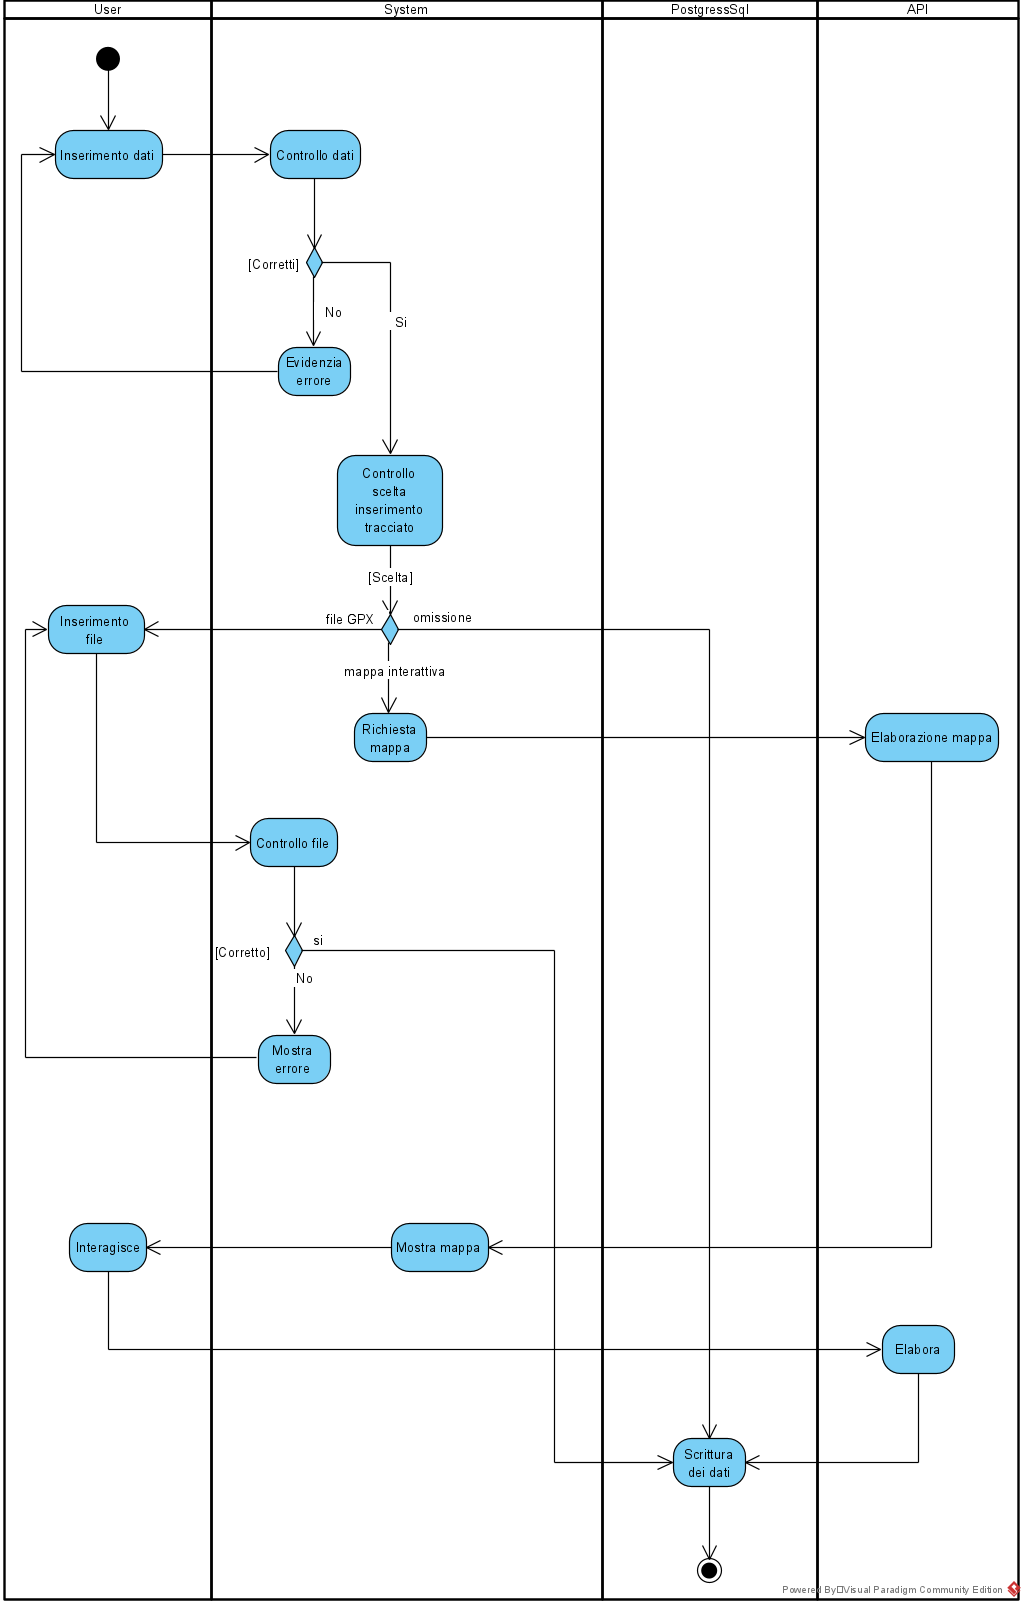 User
System
PostgressSql
API
Inserimento dati
Controllo dati
[Corretti]
No
Si
Evidenzia
errore
Controllo
scelta
inserimento
tracciato
[Scelta]
file GPX
omissione
Inserimento
file
mappa interattiva
Richiesta
mappa
Elaborazione mappa
Controllo file
si
[Corretto]
No
Mostra
errore
Interagisce
Mostra mappa
Elabora
Scrittura
dei dati
Powered By Visual Paradigm Community Edition